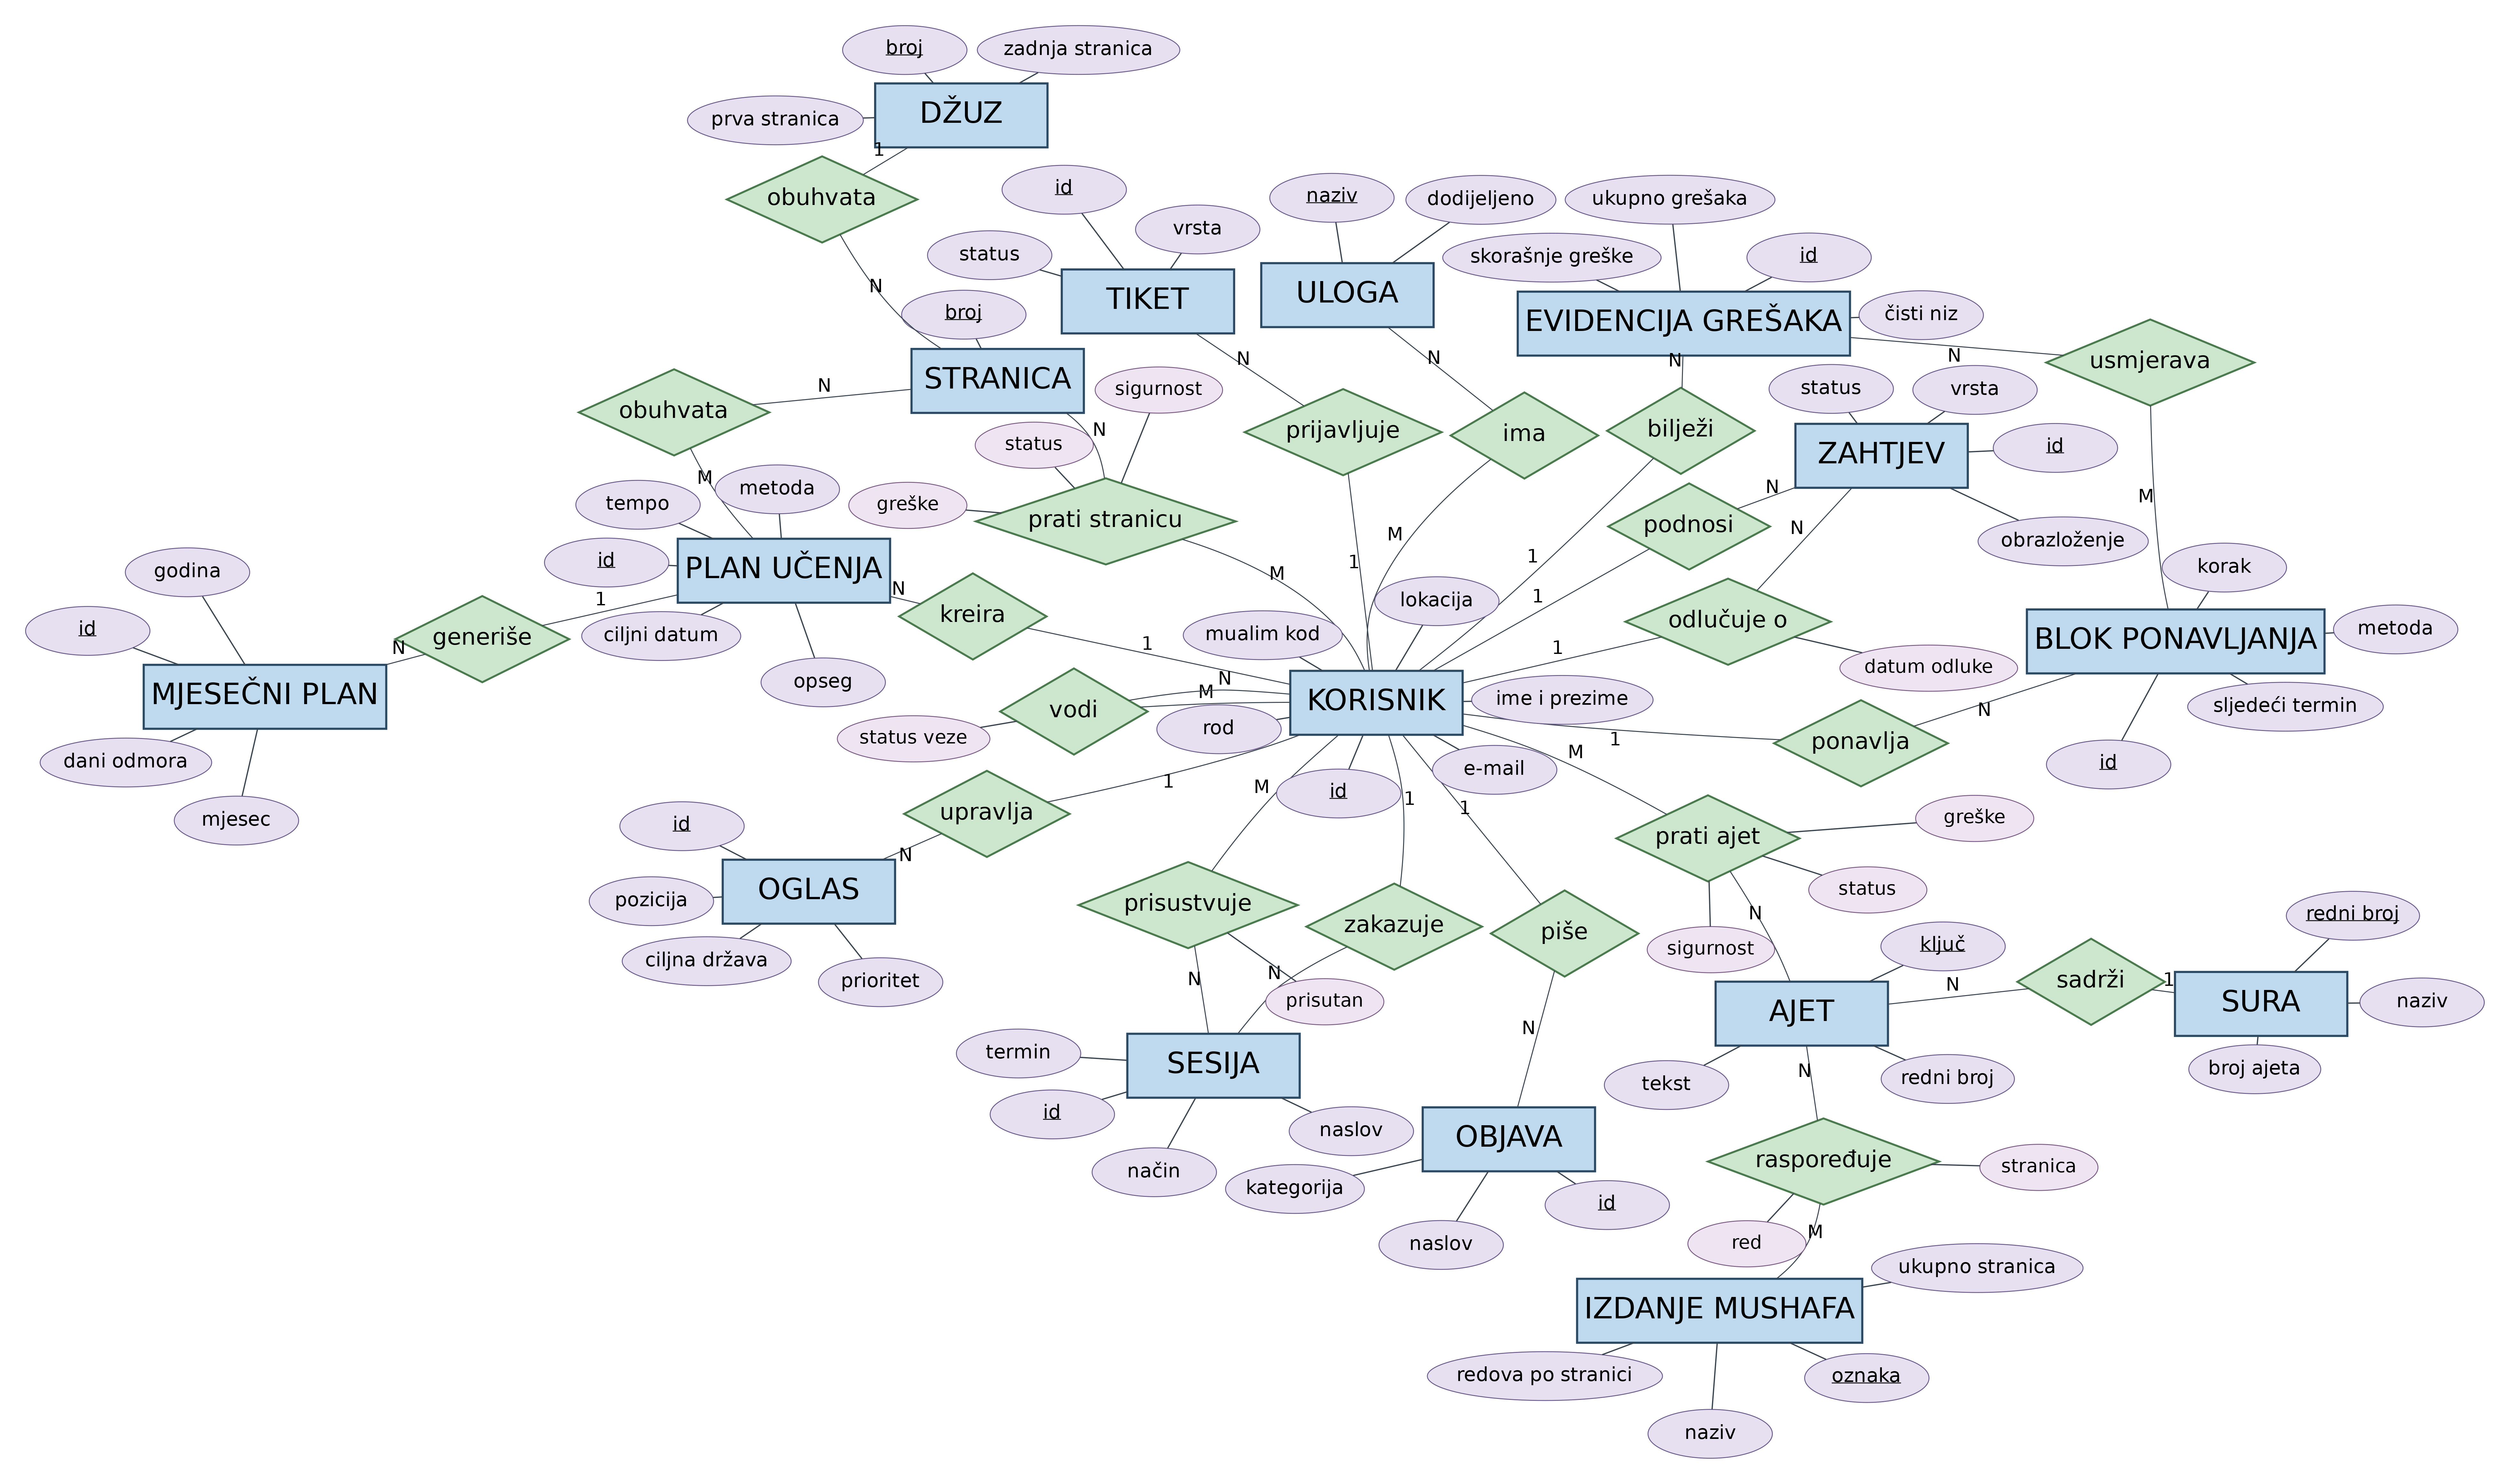 broj
zadnja stranica
prva stranica
DŽUZ
1
obuhvata
N
id
vrsta
status
TIKET
N
naziv
dodijeljeno
ULOGA
N
ukupno grešaka
skorašnje greške
id
EVIDENCIJA GREŠAKA
čisti niz
N
N
usmjerava
M
broj
STRANICA
N
obuhvata
M
N
sigurnost
status
greške
prati stranicu
M
prijavljuje
1
ima
M
bilježi
1
status
vrsta
ZAHTJEV
id
obrazloženje
N
podnosi
1
N
odlučuje o
1
datum odluke
tempo
metoda
id
PLAN UČENJA
ciljni datum
opseg
N
kreira
1
1
generiše
N
godina
id
MJESEČNI PLAN
dani odmora
mjesec
korak
metoda
BLOK PONAVLJANJA
sljedeći termin
id
N
ponavlja
1
lokacija
mualim kod
KORISNIK
ime i prezime
rod
e-mail
id
N
M
vodi
status veze
1
upravlja
N
id
OGLAS
pozicija
ciljna država
prioritet
M
prisustvuje
N
prisutan
1
zakazuje
N
1
piše
N
M
prati ajet
greške
status
sigurnost
N
ključ
AJET
tekst
redni broj
N
sadrži
1
redni broj
SURA
naziv
broj ajeta
termin
SESIJA
id
način
naslov
OBJAVA
kategorija
id
naslov
N
raspoređuje
stranica
red
M
ukupno stranica
IZDANJE MUSHAFA
redova po stranici
oznaka
naziv